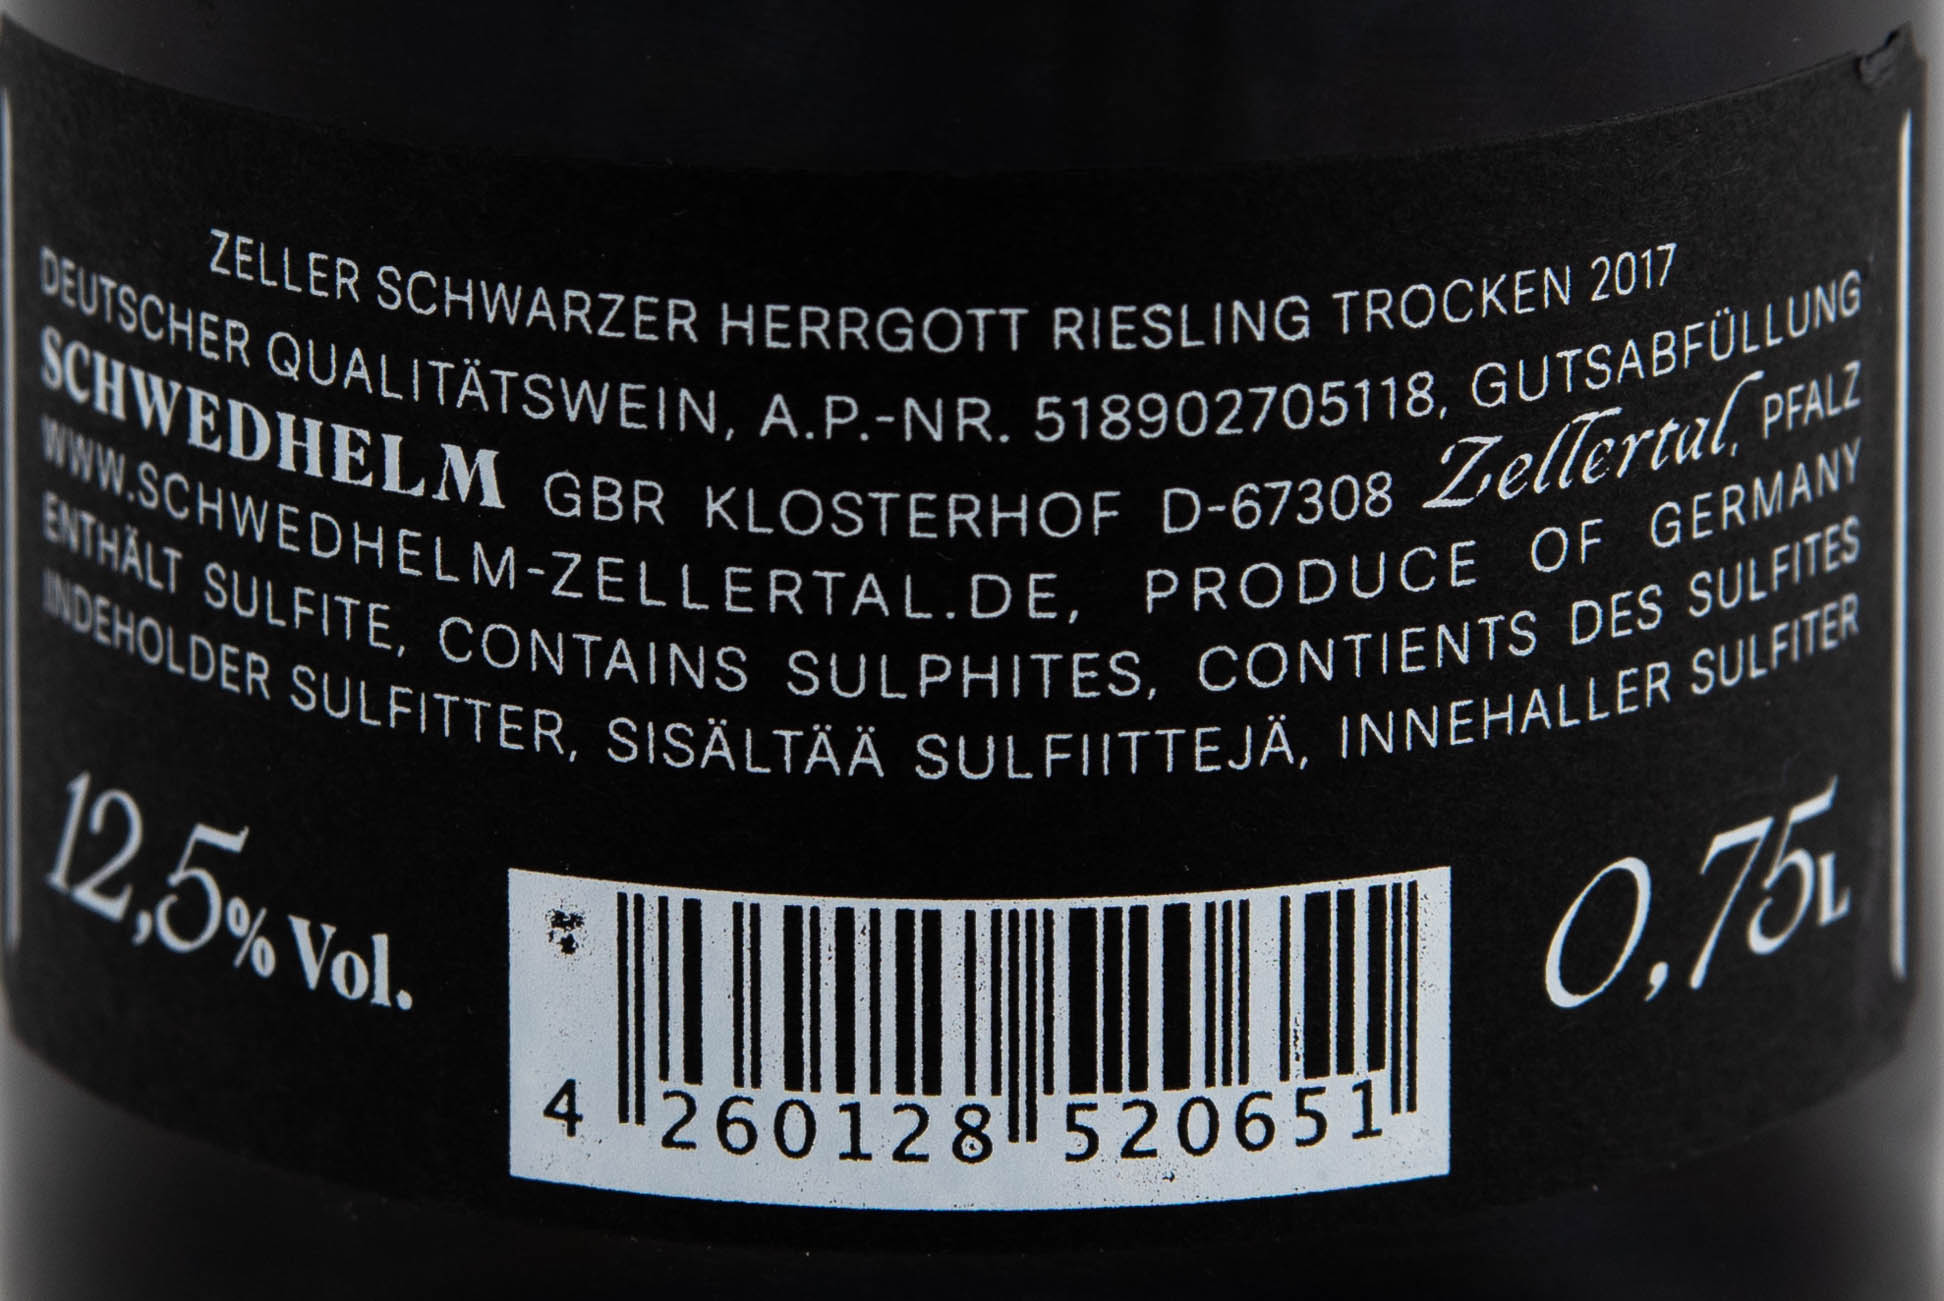 ZELLER SCHWARZER HERRGOTT RIESLING TROCKEN 2017
DEUTSCHER QUALITÄTSWEIN, A.P.-NR. 518902705118, GUTSABFÜLLUNG
SCHWEDHELM GBR KLOSTERHOF D-67308 Zellertal, PFALZ
WWW.SCHWEDHELM-ZELLERTAL.DE, PRODUCE OF GERMANY
ENTHÄLT SULFITE, CONTAINS SULPHITES, CONTIENTS DES SULFITES
INDEHOLDER SULFITTER, SISÄLTÄÄ SULFIITTEJÄ, INNEHALLER SULFITER
12,5% Vol.
0,75L
4 260128 520651